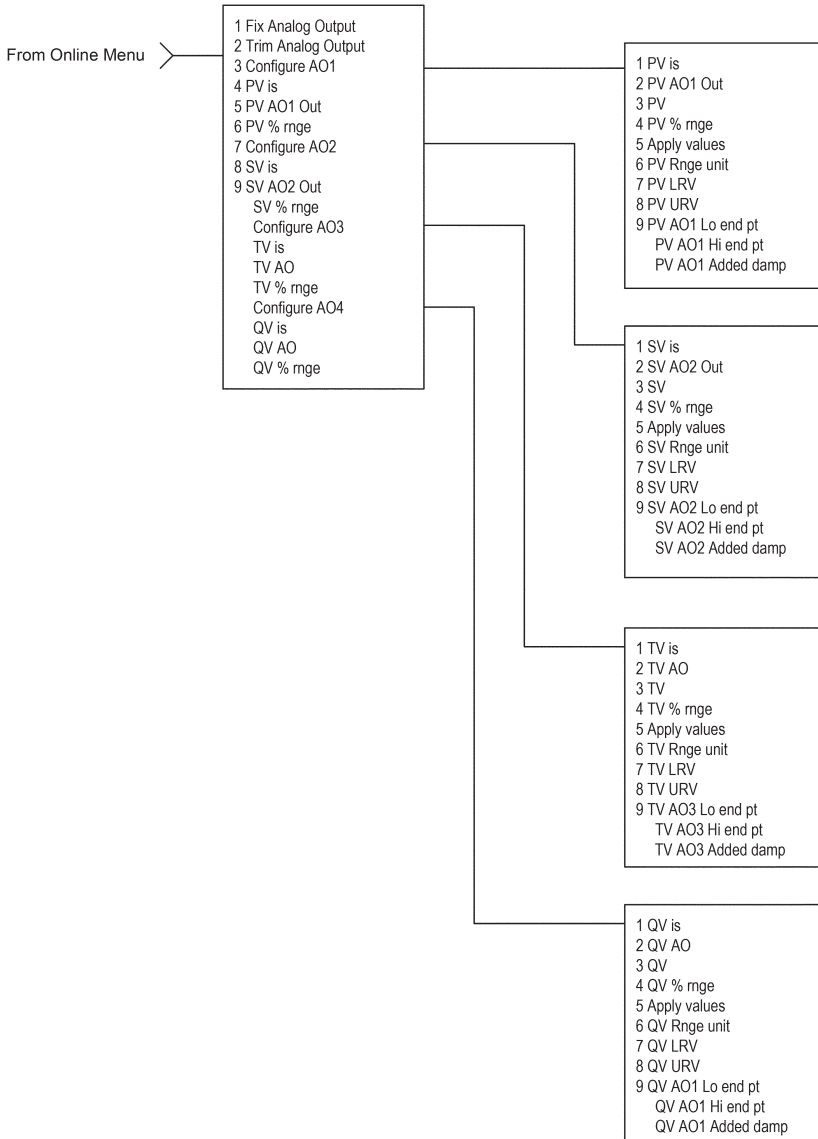 From Online Menu
1 Fix Analog Output
2 Trim Analog Output
3 Configure AO1
4 PV is
5 PV AO1 Out
6 PV % rnge
7 Configure AO2
8 SV is
9 SV AO2 Out
SV % rnge
Configure AO3
TV is
TV AO
TV % rnge
Configure AO4
QV is
QV AO
QV % rnge
1 PV is
2 PV AO1 Out
3 PV
4 PV % rnge
5 Apply values
6 PV Rnge unit
7 PV LRV
8 PV URV
9 PV AO1 Lo end pt
PV AO1 Hi end pt
PV AO1 Added damp
1 SV is
2 SV AO2 Out
3 SV
4 SV % rnge
5 Apply values
6 SV Rnge unit
7 SV LRV
8 SV URV
9 SV AO2 Lo end pt
SV AO2 Hi end pt
SV AO2 Added damp
1 TV is
2 TV AO
3 TV
4 TV % rnge
5 Apply values
6 TV Rnge unit
7 TV LRV
8 TV URV
9 TV AO3 Lo end pt
TV AO3 Hi end pt
TV AO3 Added damp
1 QV is
2 QV AO
3 QV
4 QV % rnge
5 Apply values
6 QV Rnge unit
7 QV LRV
8 QV URV
9 QV AO1 Lo end pt
QV AO1 Hi end pt
QV AO1 Added damp